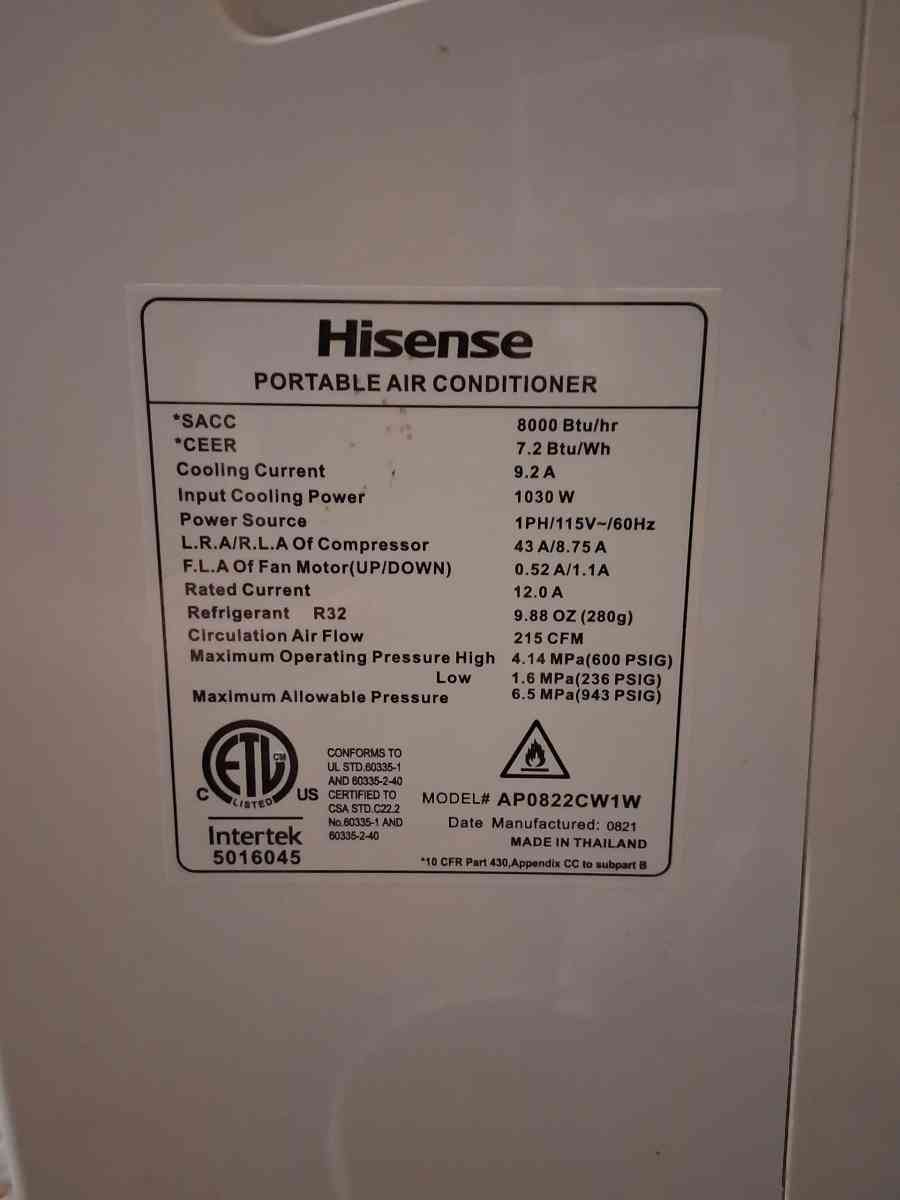 Hisense
PORTABLE AIR CONDITIONER
*SACC 8000 Btu/hr
*CEER 7.2 Btu/Wh
Cooling Current 9.2 A
Input Cooling Power 1030 W
Power Source 1PH/115V~/60Hz
L.R.A/R.L.A Of Compressor 43 A/8.75 A
F.L.A Of Fan Motor(UP/DOWN) 0.52 A/1.1A
Rated Current 12.0 A
Refrigerant R32 9.88 OZ (280g)
Circulation Air Flow 215 CFM
Maximum Operating Pressure High 4.14 MPa(600 PSIG)
Low 1.6 MPa(236 PSIG)
Maximum Allowable Pressure 6.5 MPa(943 PSIG)
ETL CM
C LISTED US
Intertek
5016045
CONFORMS TO
UL STD.60335-1
AND 60335-2-40
CERTIFIED TO
CSA STD.C22.2
No.60335-1 AND
60335-2-40
MODEL# AP0822CW1W
Date Manufactured: 0821
MADE IN THAILAND
*10 CFR Part 430,Appendix CC to subpart B